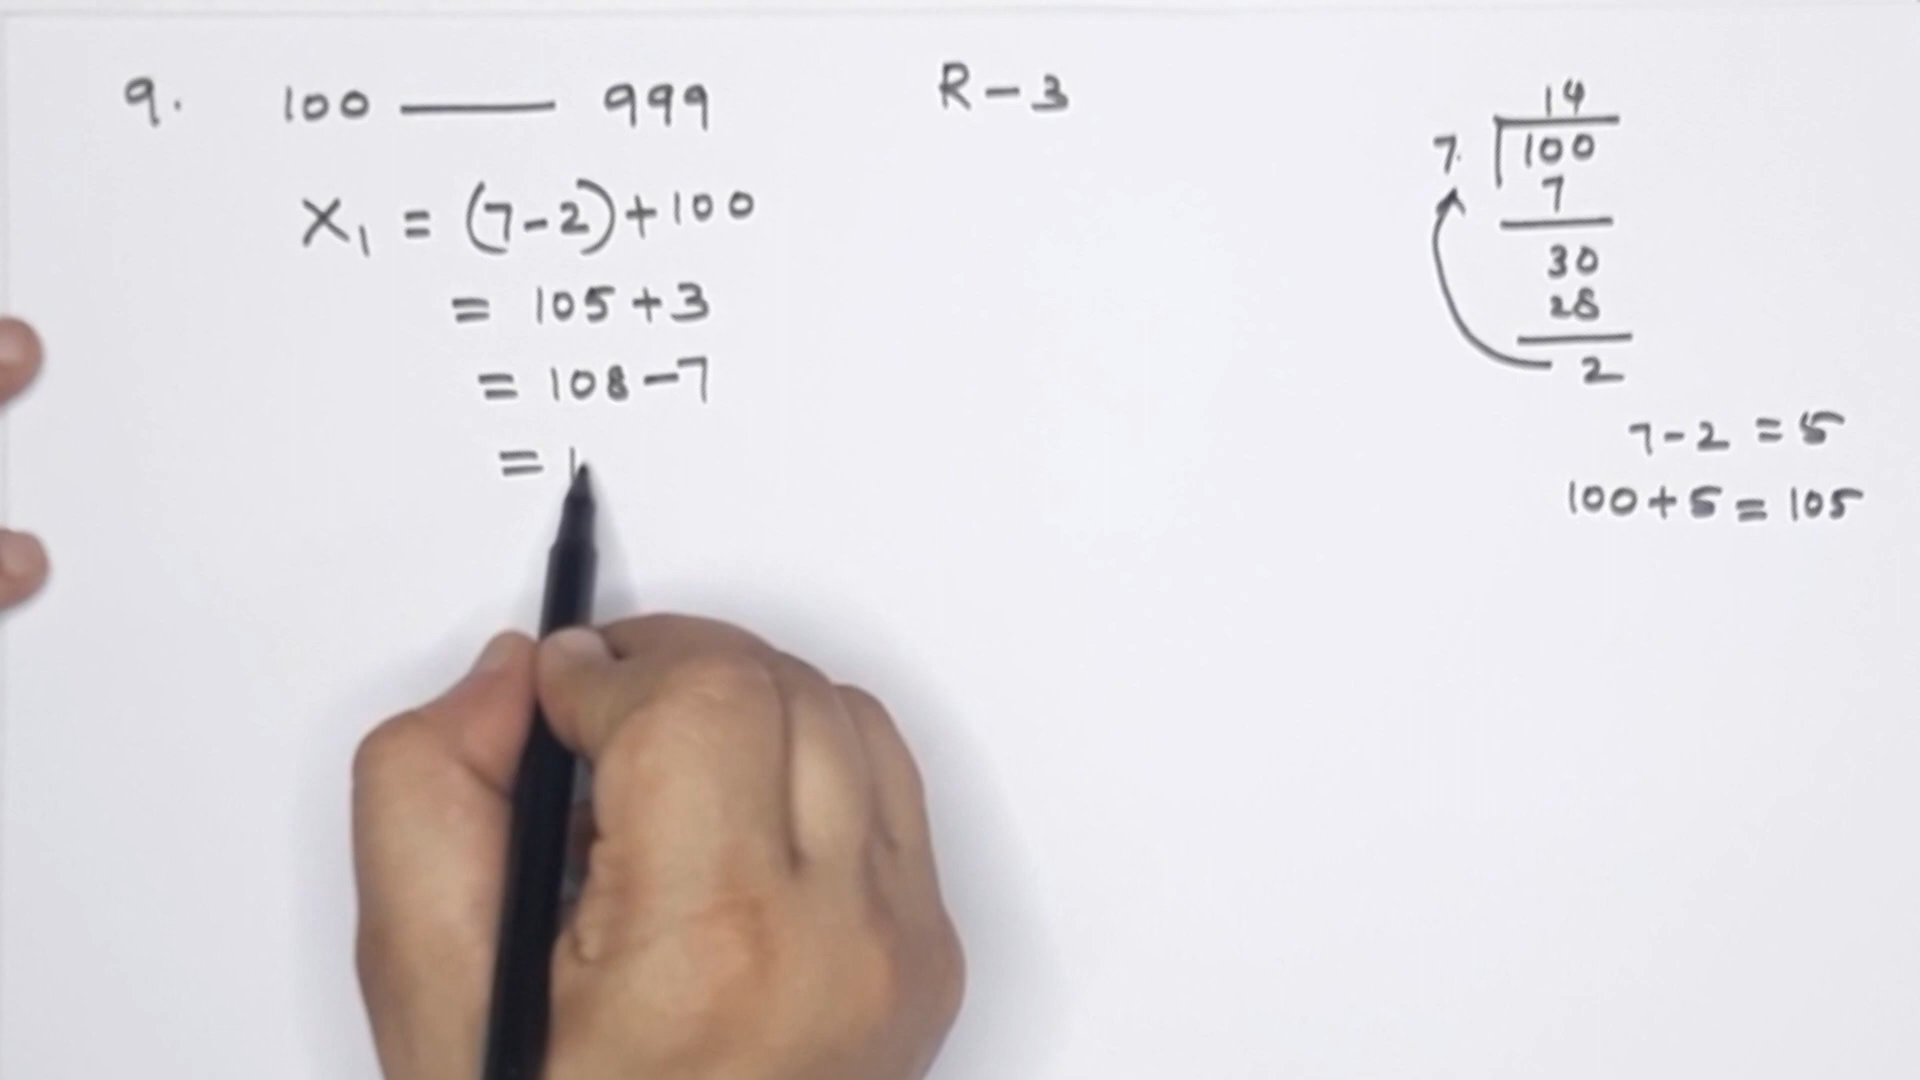 9. 100 — 999 R-3
X1 = (7-2)+100
= 105+3
= 108-7
= 1
14
7. 100
7
30
28
2
7-2 = 5
100+5 = 105